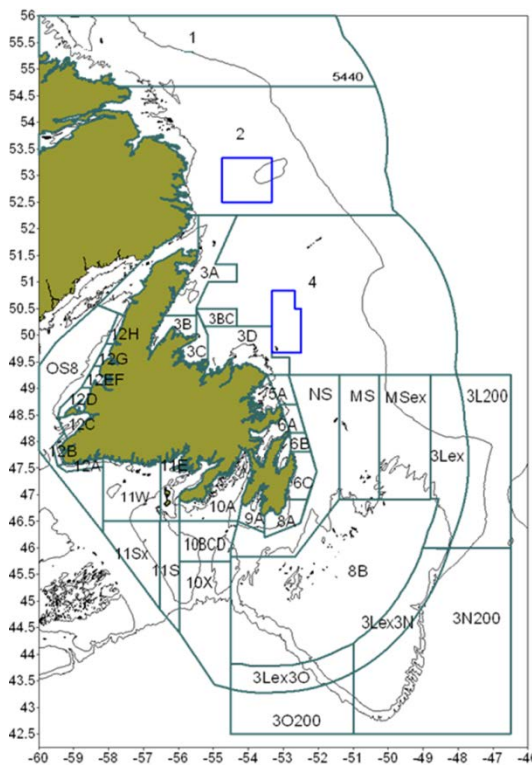 56
55.5
55
54.5
54
53.5
53
52.5
52
51.5
51
50.5
50
49.5
49
48.5
48
47.5
47
46.5
46
45.5
45
44.5
44
43.5
43
42.5
1
5440
2
4
3A
3B
3BC
3C
3D
12H
12G
OS8
12EF
12D
12C
12B
12A
5A
6A
6B
6C
NS
MS
MSex
3L200
3Lex
11E
11W
10A
9A
8A
11Sx
11S
10BCD
10X
8B
3Lex3N
3N200
3Lex3O
3O200
-60 -59 -58 -57 -56 -55 -54 -53 -52 -51 -50 -49 -48 -47 -46